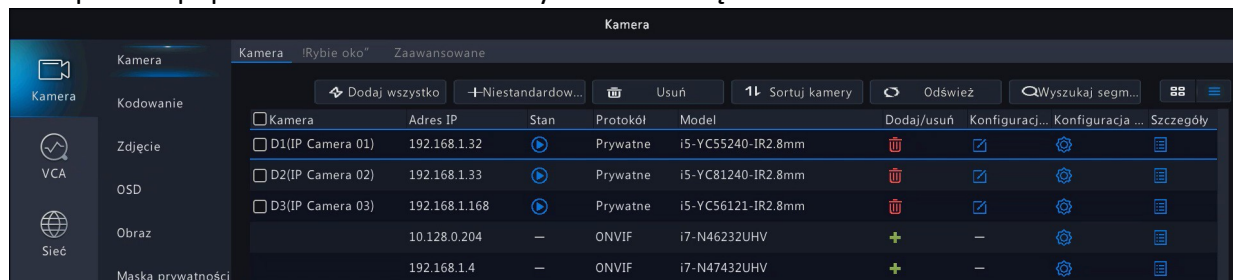 Kamera
Kamera !Rybie oko” Zaawansowane
Kamera
Kamera
Kodowanie
Zdjęcie
VCA
OSD
Obraz
Sieć
Maska prywatności
Dodaj wszystko Niestandardow... Usuń Sortuj kamery Odśwież Wyszukaj segm...
Kamera Adres IP Stan Protokół Model Dodaj/usuń Konfiguracj... Konfiguracja ... Szczegóły
D1(IP Camera 01) 192.168.1.32 Prywatne i5-YC55240-IR2.8mm
D2(IP Camera 02) 192.168.1.33 Prywatne i5-YC81240-IR2.8mm
D3(IP Camera 03) 192.168.1.168 Prywatne i5-YC56121-IR2.8mm
10.128.0.204 — ONVIF i7-N46232UHV —
192.168.1.4 — ONVIF i7-N47432UHV —